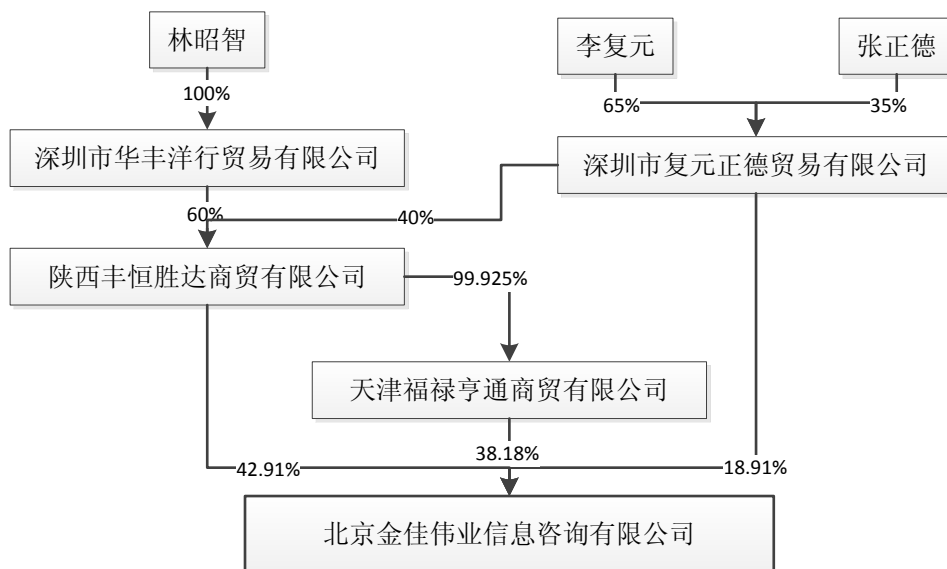 林昭智
李复元
张正德
100%
65%
35%
深圳市华丰洋行贸易有限公司
深圳市复元正德贸易有限公司
60%
40%
陕西丰恒胜达商贸有限公司
99.925%
天津福禄亨通商贸有限公司
38.18%
42.91%
18.91%
北京金佳伟业信息咨询有限公司